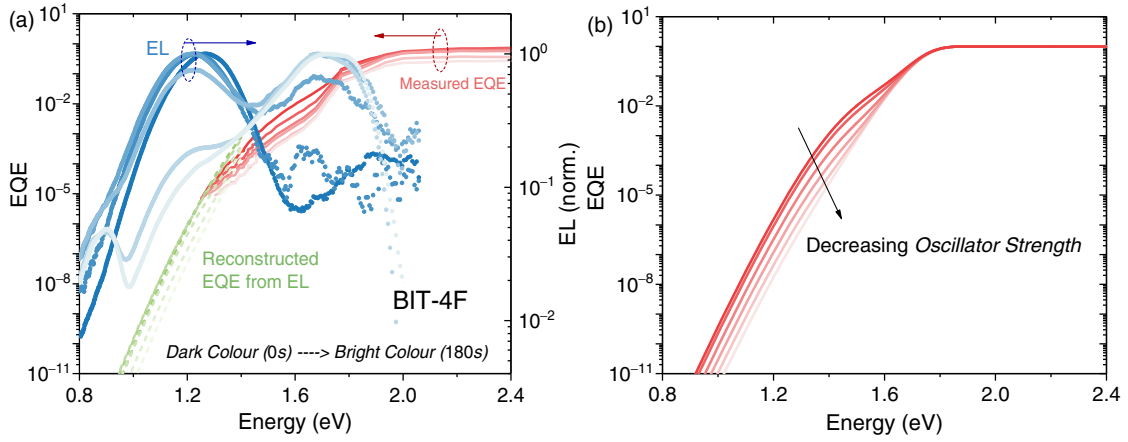 (a)
10^1
10^-2
10^-5
10^-8
10^-11
EQE
EL
Measured EQE
Reconstructed
EQE from EL
BIT-4F
Dark Colour (0s) ----> Bright Colour (180s)
0.8 1.2 1.6 2.0 2.4
Energy (eV)
10^0
10^-1
10^-2
EL (norm.)
(b)
10^1
10^-2
10^-5
10^-8
10^-11
EQE
Decreasing Oscillator Strength
0.8 1.2 1.6 2.0 2.4
Energy (eV)